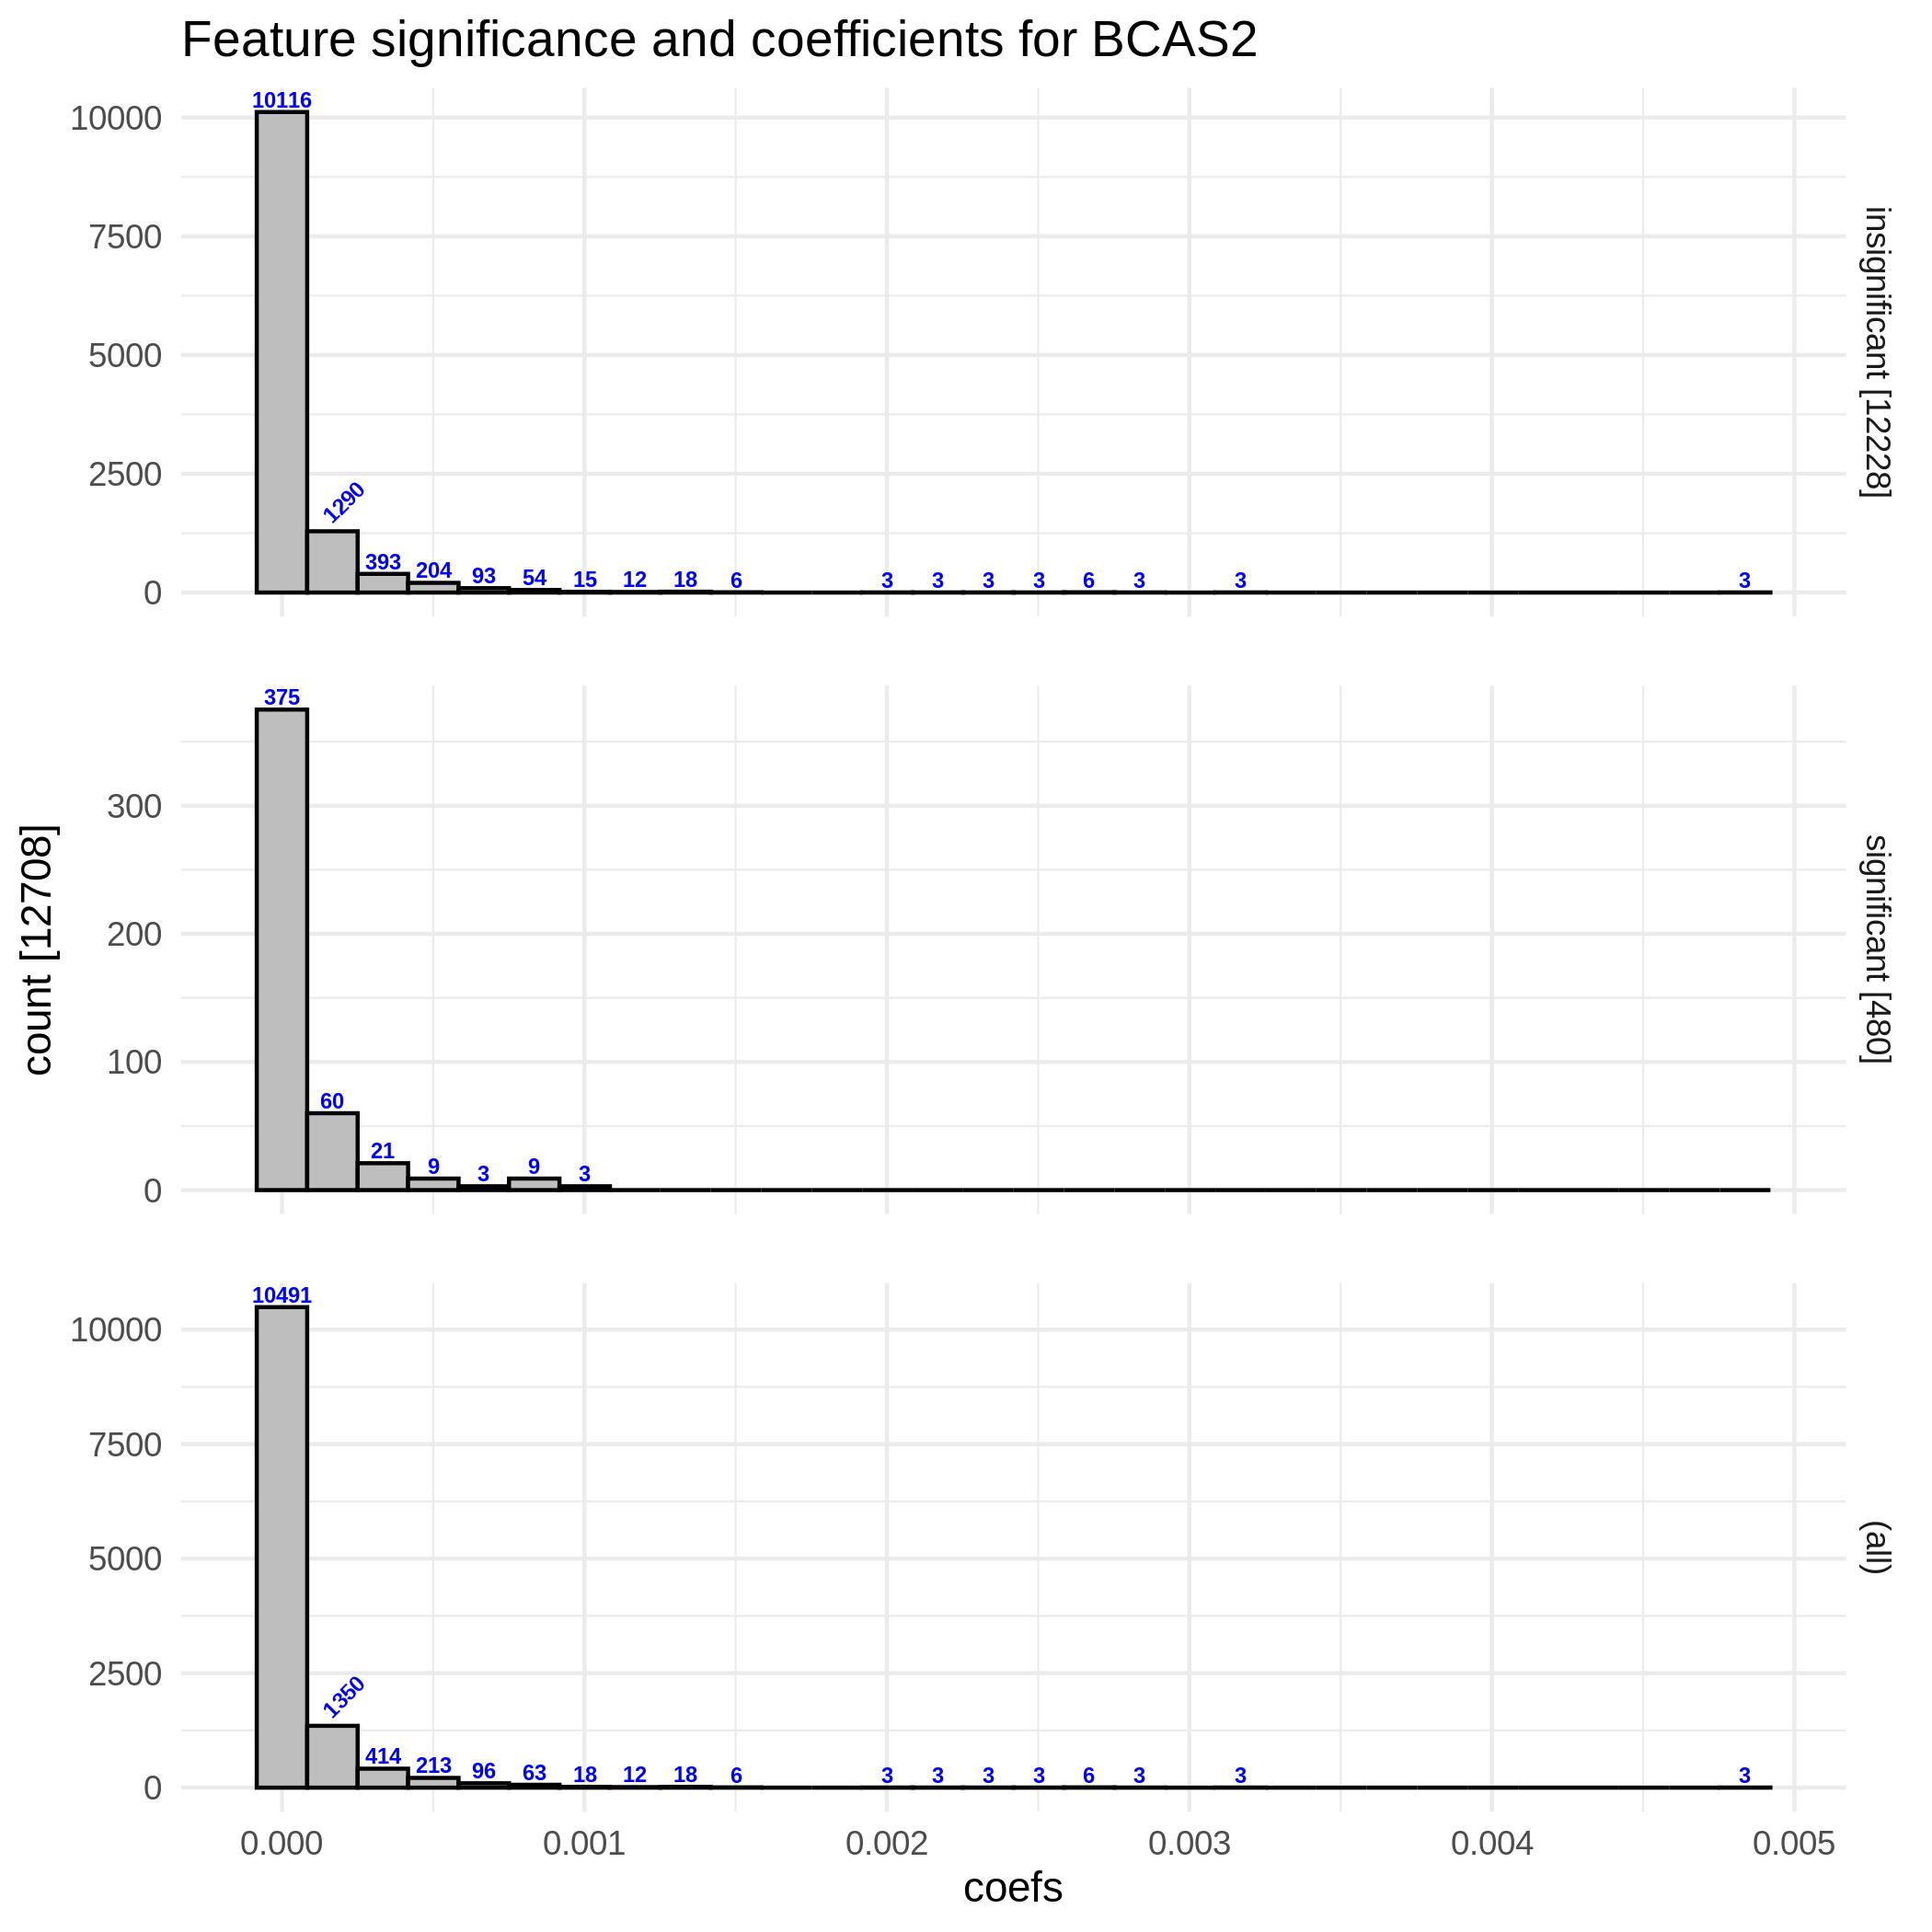 Feature significance and coefficients for BCAS2
10116
10000
7500
5000
2500
0
1290
393 204 93 54 15 12 18 6 3 3 3 3 6 3 3 3
insignificant [12228]
375
300
200
100
0
60
21
9 3 9 3
significant [480]
count [12708]
10491
10000
7500
5000
2500
0
1350
414 213 96 63 18 12 18 6 3 3 3 3 6 3 3 3
(all)
0.000 0.001 0.002 0.003 0.004 0.005
coefs